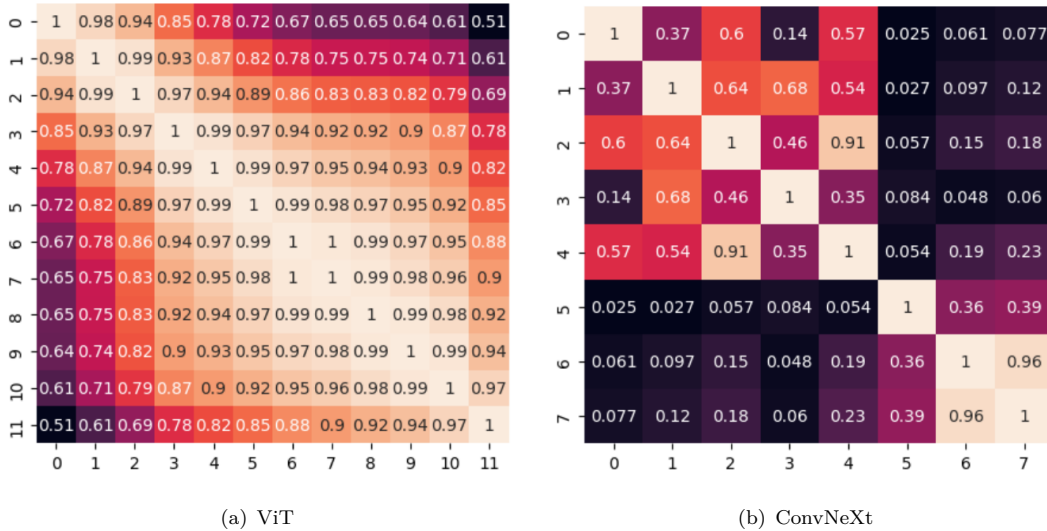 0 1 0.98 0.94 0.85 0.78 0.72 0.67 0.65 0.65 0.64 0.61 0.51
1 0.98 1 0.99 0.93 0.87 0.82 0.78 0.75 0.75 0.74 0.71 0.61
2 0.94 0.99 1 0.97 0.94 0.89 0.86 0.83 0.83 0.82 0.79 0.69
3 0.85 0.93 0.97 1 0.99 0.97 0.94 0.92 0.92 0.9 0.87 0.78
4 0.78 0.87 0.94 0.99 1 0.99 0.97 0.95 0.94 0.93 0.9 0.82
5 0.72 0.82 0.89 0.97 0.99 1 0.99 0.98 0.97 0.95 0.92 0.85
6 0.67 0.78 0.86 0.94 0.97 0.99 1 1 0.99 0.97 0.95 0.88
7 0.65 0.75 0.83 0.92 0.95 0.98 1 1 0.99 0.98 0.96 0.9
8 0.65 0.75 0.83 0.92 0.94 0.97 0.99 0.99 1 0.99 0.98 0.92
9 0.64 0.74 0.82 0.9 0.93 0.95 0.97 0.98 0.99 1 0.99 0.94
10 0.61 0.71 0.79 0.87 0.9 0.92 0.95 0.96 0.98 0.99 1 0.97
11 0.51 0.61 0.69 0.78 0.82 0.85 0.88 0.9 0.92 0.94 0.97 1
0 1 2 3 4 5 6 7 8 9 10 11
(a) ViT
0 1 0.37 0.6 0.14 0.57 0.025 0.061 0.077
1 0.37 1 0.64 0.68 0.54 0.027 0.097 0.12
2 0.6 0.64 1 0.46 0.91 0.057 0.15 0.18
3 0.14 0.68 0.46 1 0.35 0.084 0.048 0.06
4 0.57 0.54 0.91 0.35 1 0.054 0.19 0.23
5 0.025 0.027 0.057 0.084 0.054 1 0.36 0.39
6 0.061 0.097 0.15 0.048 0.19 0.36 1 0.96
7 0.077 0.12 0.18 0.06 0.23 0.39 0.96 1
0 1 2 3 4 5 6 7
(b) ConvNeXt